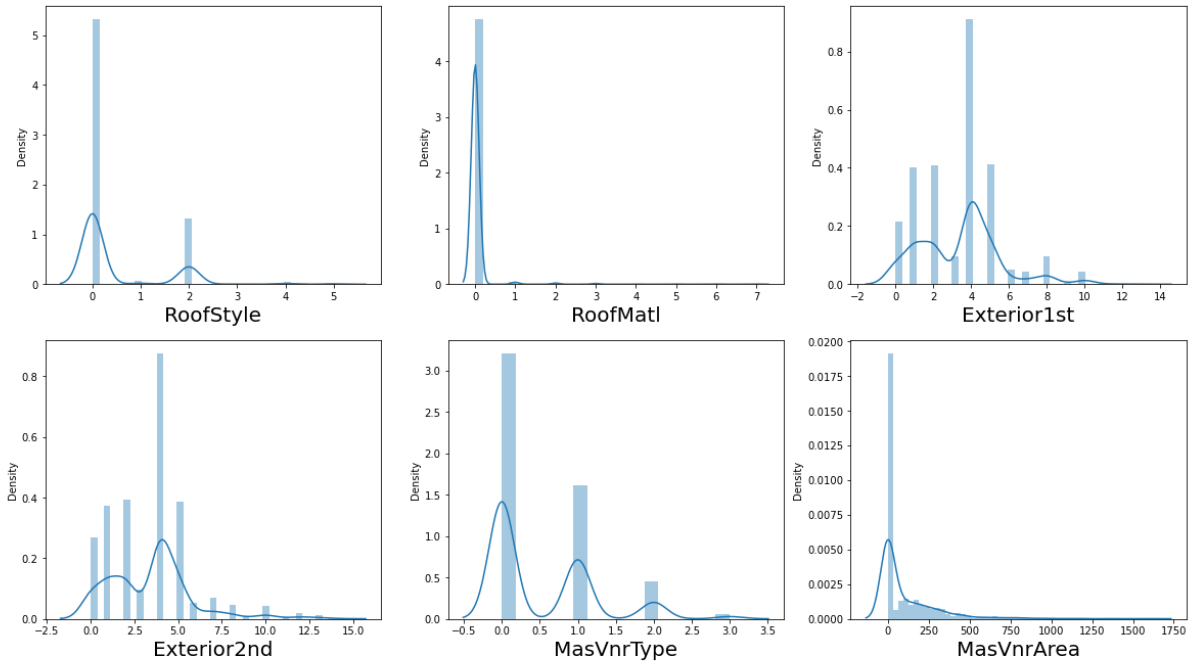 Density
5
4
3
2
1
0
0 1 2 3 4 5
RoofStyle
Density
4
3
2
1
0
0 1 2 3 4 5 6 7
RoofMatl
Density
0.8
0.6
0.4
0.2
0.0
−2 0 2 4 6 8 10 12 14
Exterior1st
Density
0.8
0.6
0.4
0.2
0.0
−2.5 0.0 2.5 5.0 7.5 10.0 12.5 15.0
Exterior2nd
Density
3.0
2.5
2.0
1.5
1.0
0.5
0.0
−0.5 0.0 0.5 1.0 1.5 2.0 2.5 3.0 3.5
MasVnrType
Density
0.0200
0.0175
0.0150
0.0125
0.0100
0.0075
0.0050
0.0025
0.0000
0 250 500 750 1000 1250 1500 1750
MasVnrArea